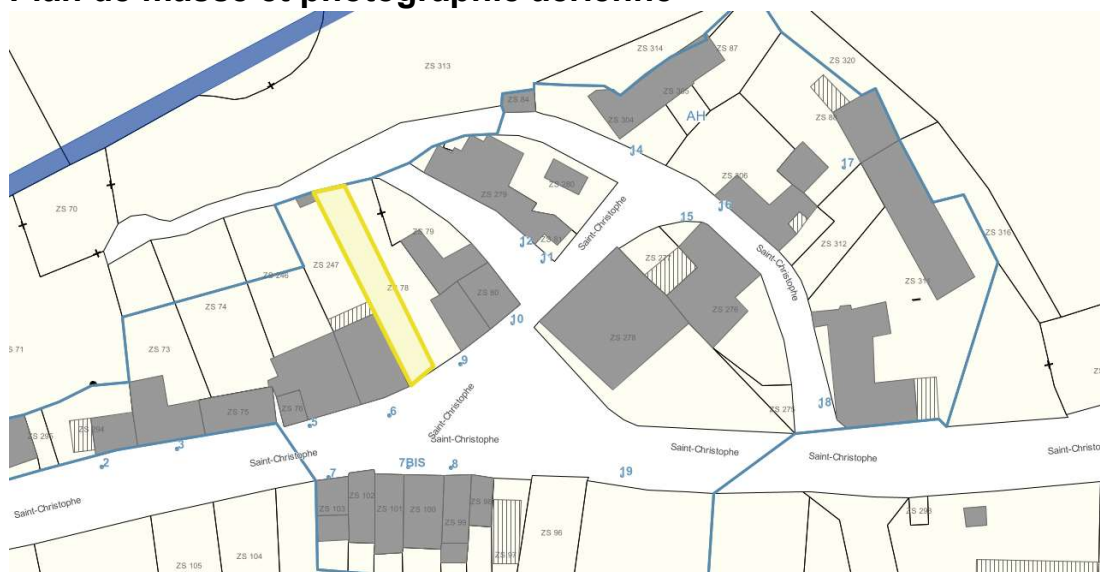 Plan de masse et photographie aérienne
ZS 314
ZS 87
ZS 320
ZS 313
ZS 84
ZS 304
AH
14
17
ZS 70
ZS 279
ZS 280
ZS 306
16
15
ZS 79
12
11
Saint-Christophe
ZS 277
Saint-Christophe
ZS 312
ZS 316
ZS 247
ZS 78
ZS 80
ZS 74
10
ZS 276
ZS 278
ZS 73
9
ZS 71
ZS 75
ZS 76
6
5
Saint-Christophe
18
ZS 275
ZS 295
ZS 294
3
2
Saint-Christophe
Saint-Christophe
Saint-Christophe
Saint-Christophe
Saint-Christophe
7
7BIS
8
19
Saint-Christophe
ZS 103
ZS 102
ZS 101
ZS 100
ZS 99
ZS 98
ZS 97
ZS 96
ZS 105
ZS 104